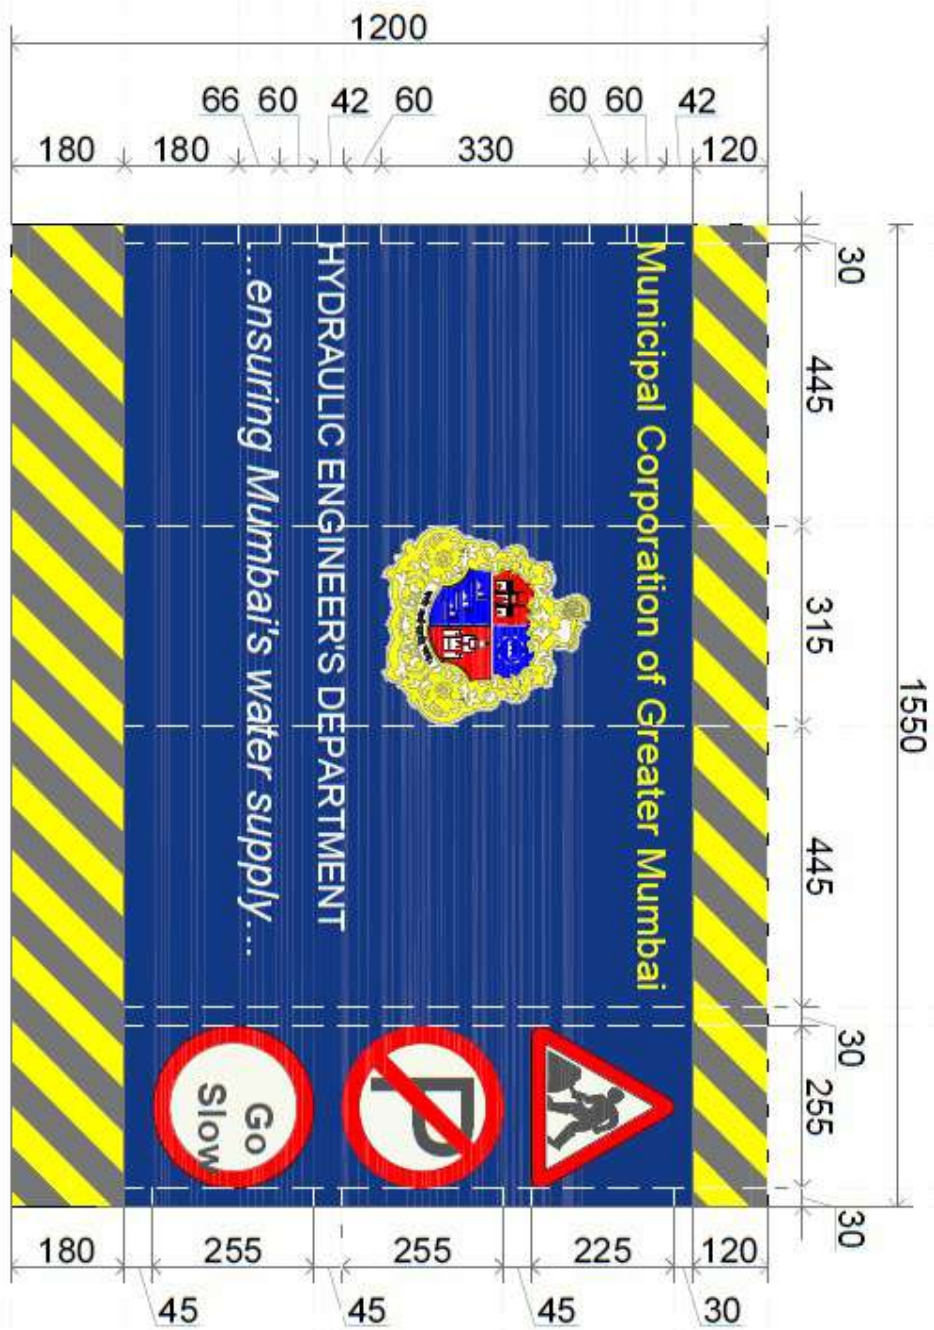 1200
66 60 42 60 60 60 42
180 180 330 120
Municipal Corporation of Greater Mumbai
HYDRAULIC ENGINEER'S DEPARTMENT
...ensuring Mumbai's water supply...
P
Go
Slow
30
445
315
445
30
255
30
1550
180 255 255 225 120
45 45 45 30